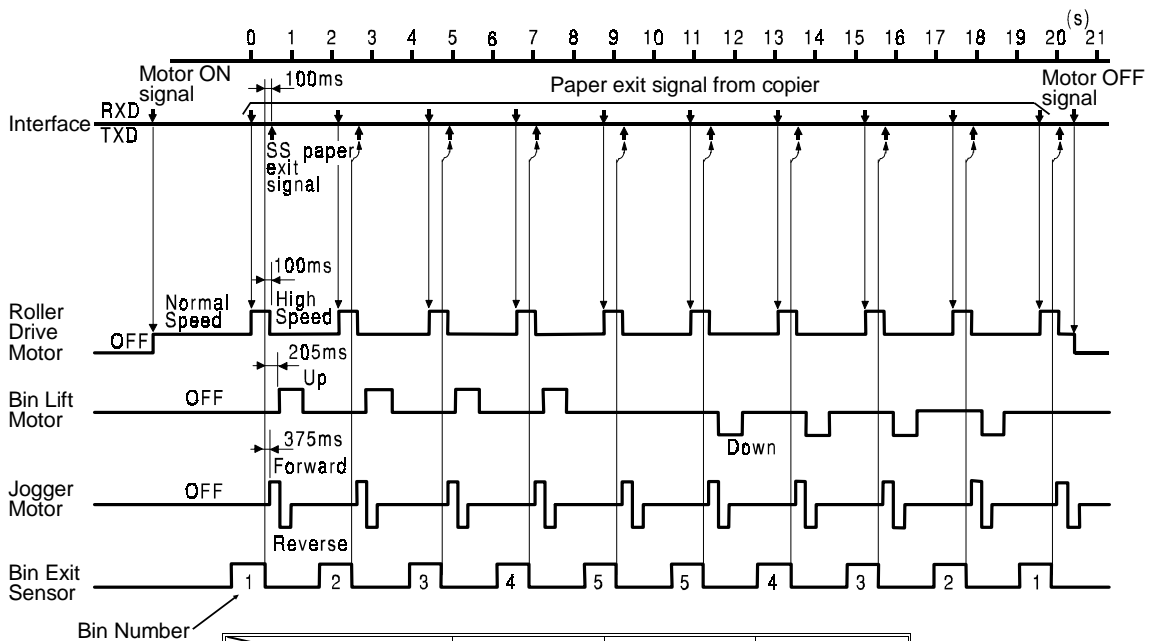 (s)
0 1 2 3 4 5 6 7 8 9 10 11 12 13 14 15 16 17 18 19 20 21
Motor ON
signal
100ms
Paper exit signal from copier
Motor OFF
signal
Interface
RXD
TXD
SS paper
exit
signal
100ms
Roller
Drive
Motor
OFF
Normal
Speed
High
Speed
205ms
Up
Bin Lift
Motor
OFF
Down
375ms
Forward
Jogger
Motor
OFF
Reverse
Bin Exit
Sensor
1 2 3 4 5 5 4 3 2 1
Bin Number